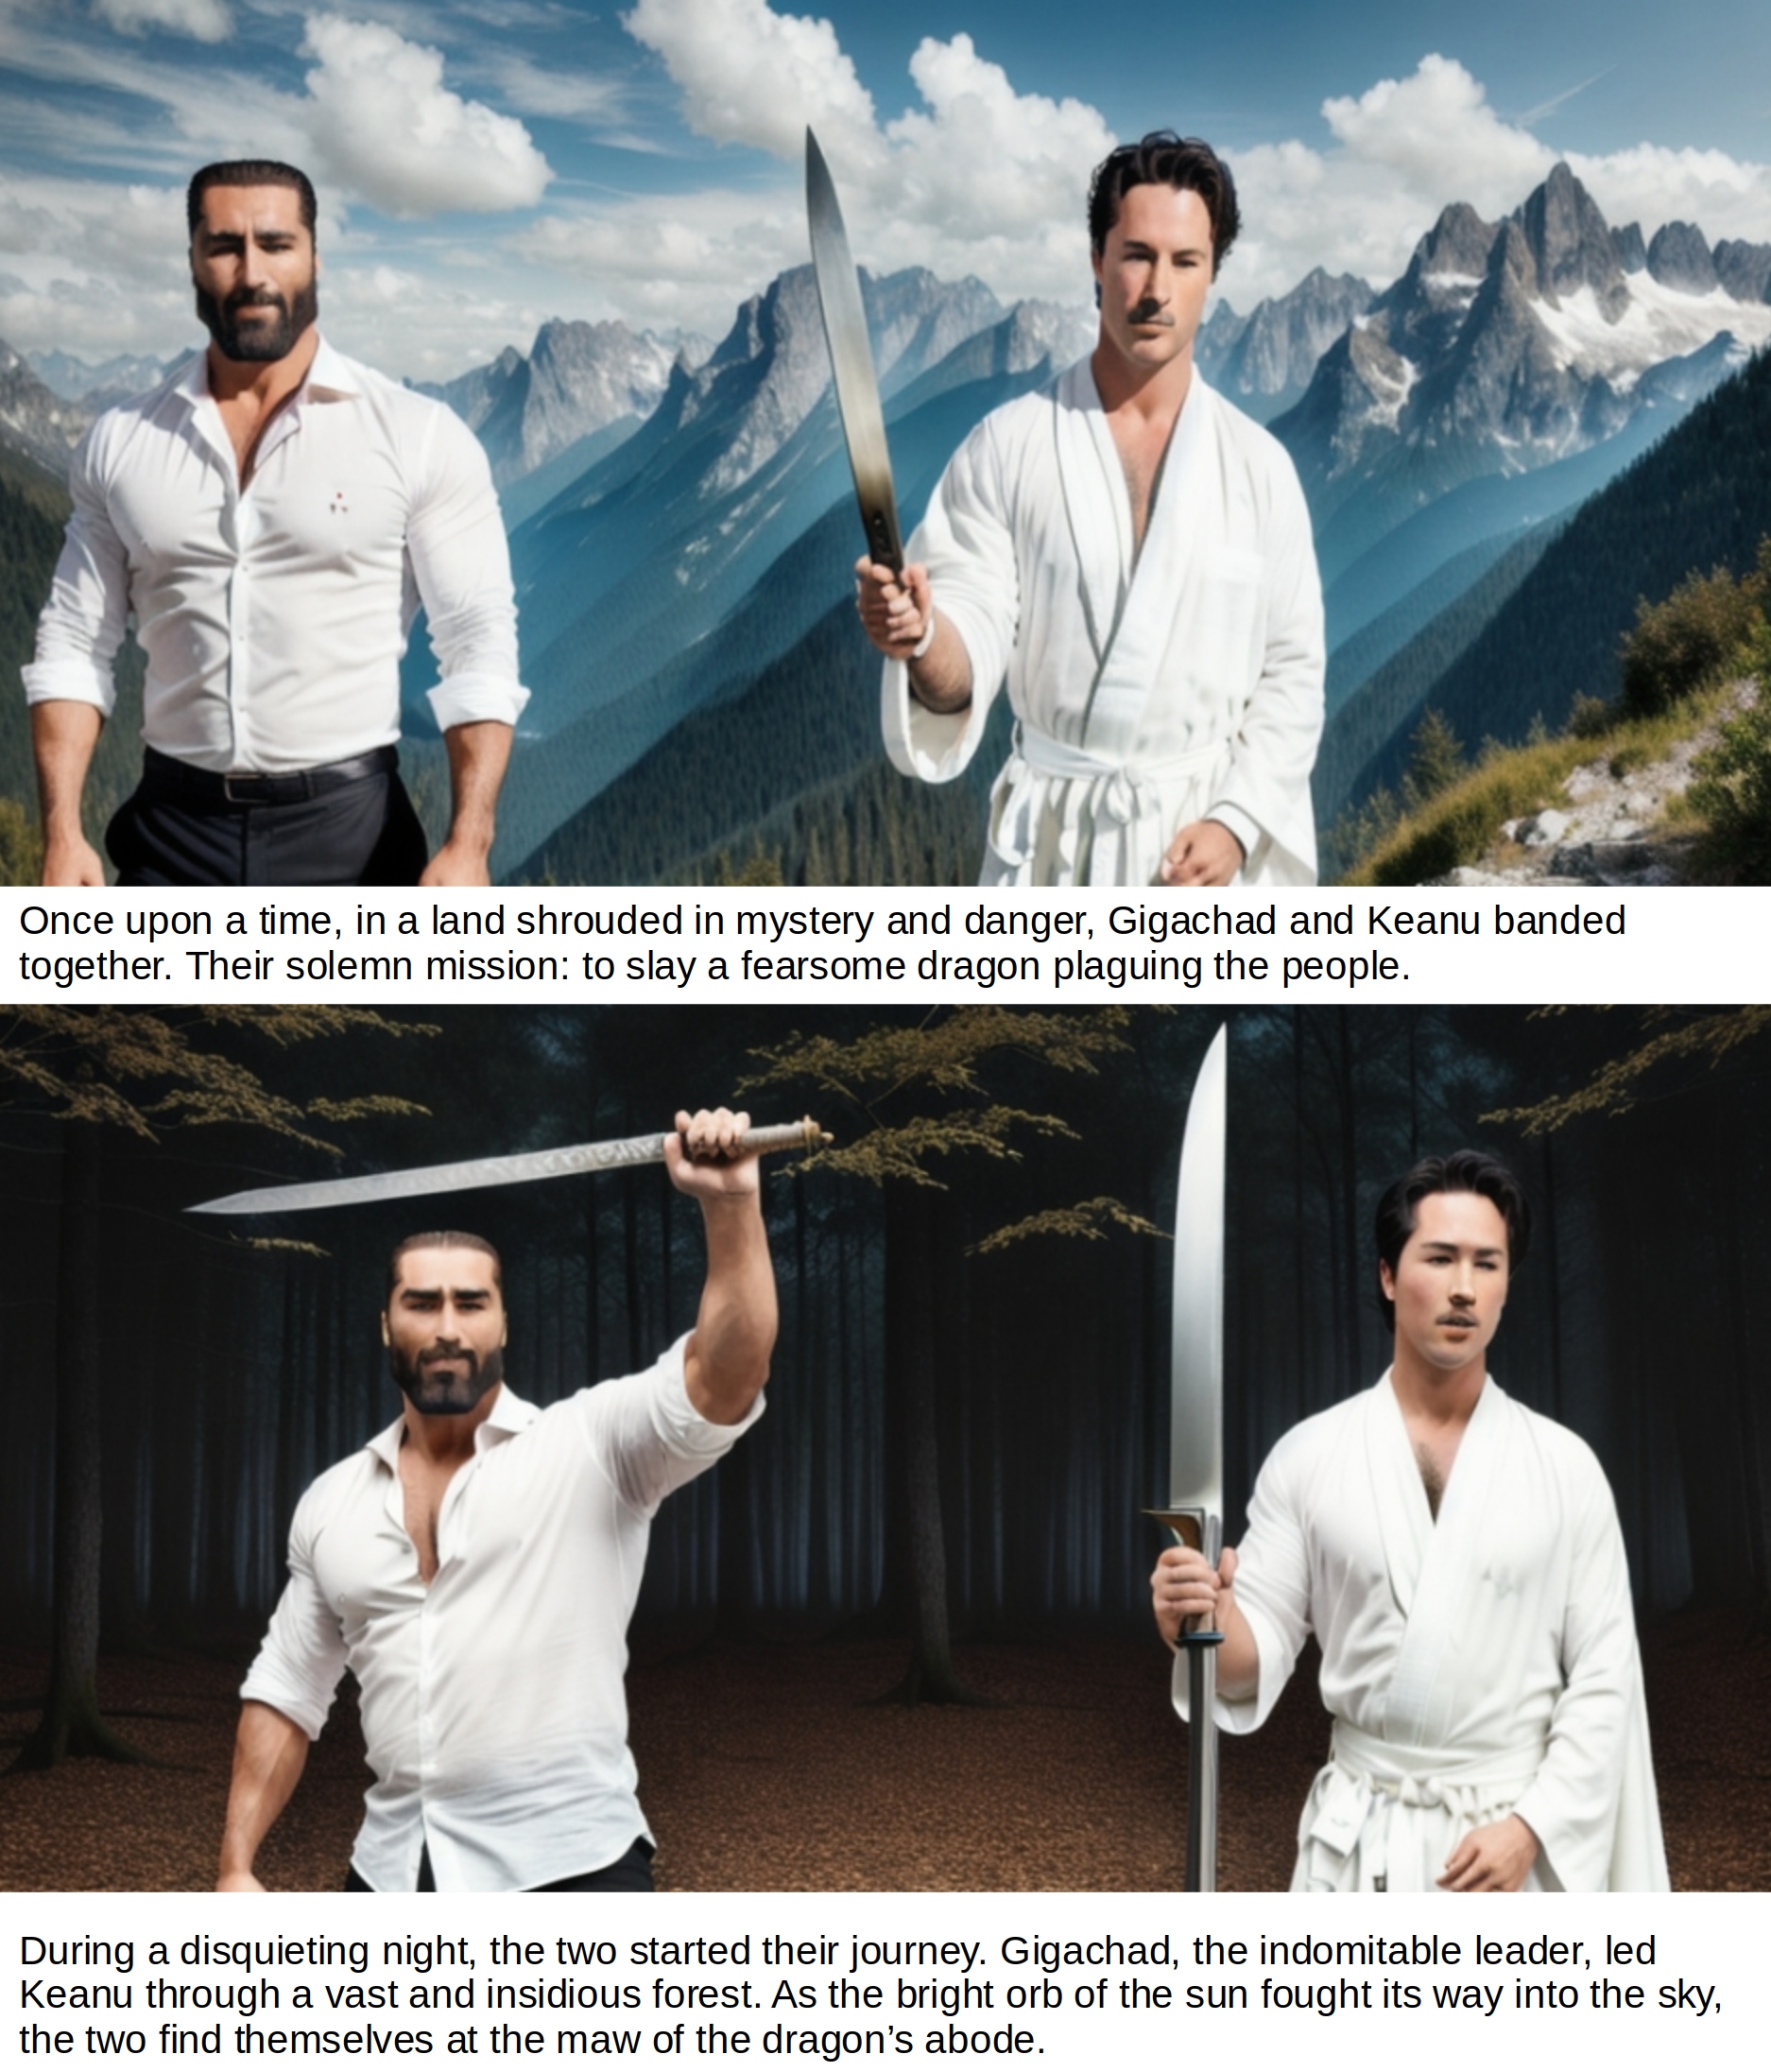 Once upon a time, in a land shrouded in mystery and danger, Gigachad and Keanu banded
together. Their solemn mission: to slay a fearsome dragon plaguing the people.
During a disquieting night, the two started their journey. Gigachad, the indomitable leader, led
Keanu through a vast and insidious forest. As the bright orb of the sun fought its way into the sky,
the two find themselves at the maw of the dragon’s abode.